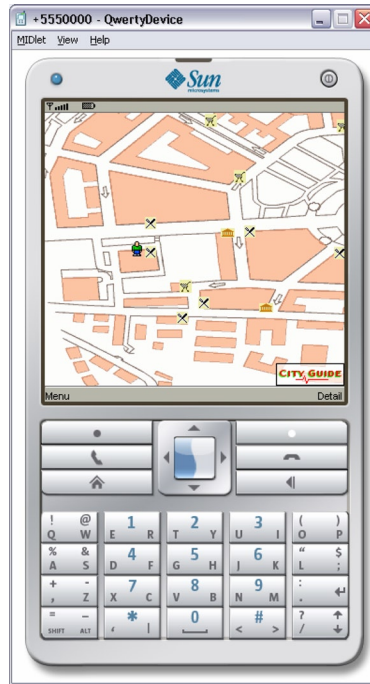 +5550000 - QwertyDevice
MIDlet View Help
Sun
microsystems
CITY GUIDE
Menu Detail
! @ 1 2 3 ( )
Q W E R T Y U I O P
% & 4 5 6 " $
A S D F G H J K L ;
+ - 7 8 9 :
, Z X C V B N M .
= - * 0 # ?
SHIFT ALT ‘ | < > /